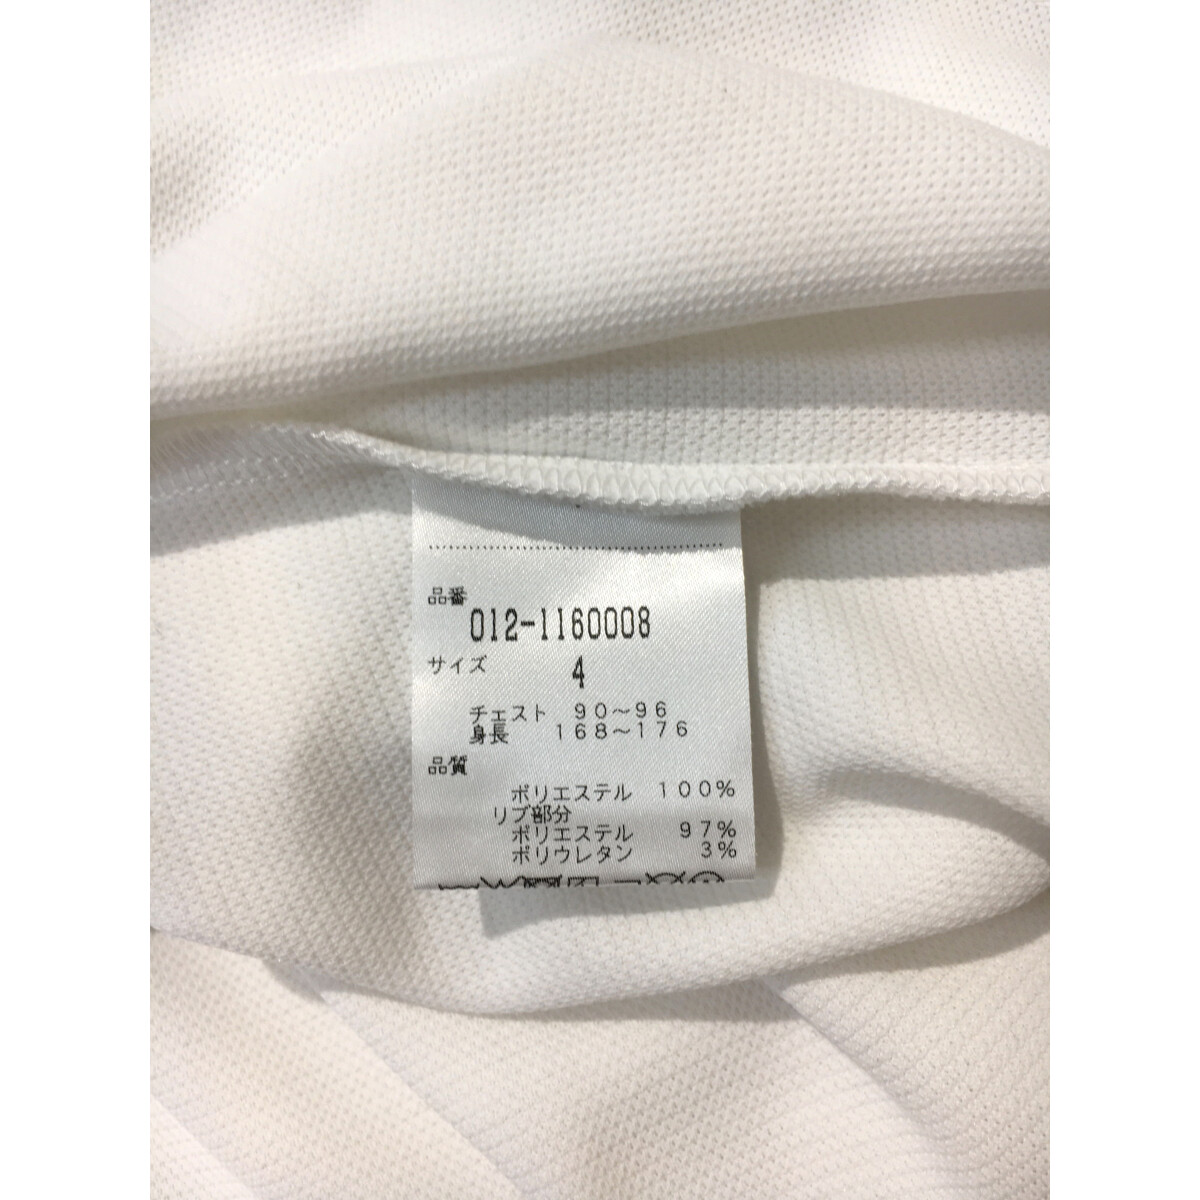 品番
012-1160008
サイズ 4
チェスト 90～96
身長 168～176
品質
ポリエステル 100%
リブ部分
ポリエステル 97%
ポリウレタン 3%